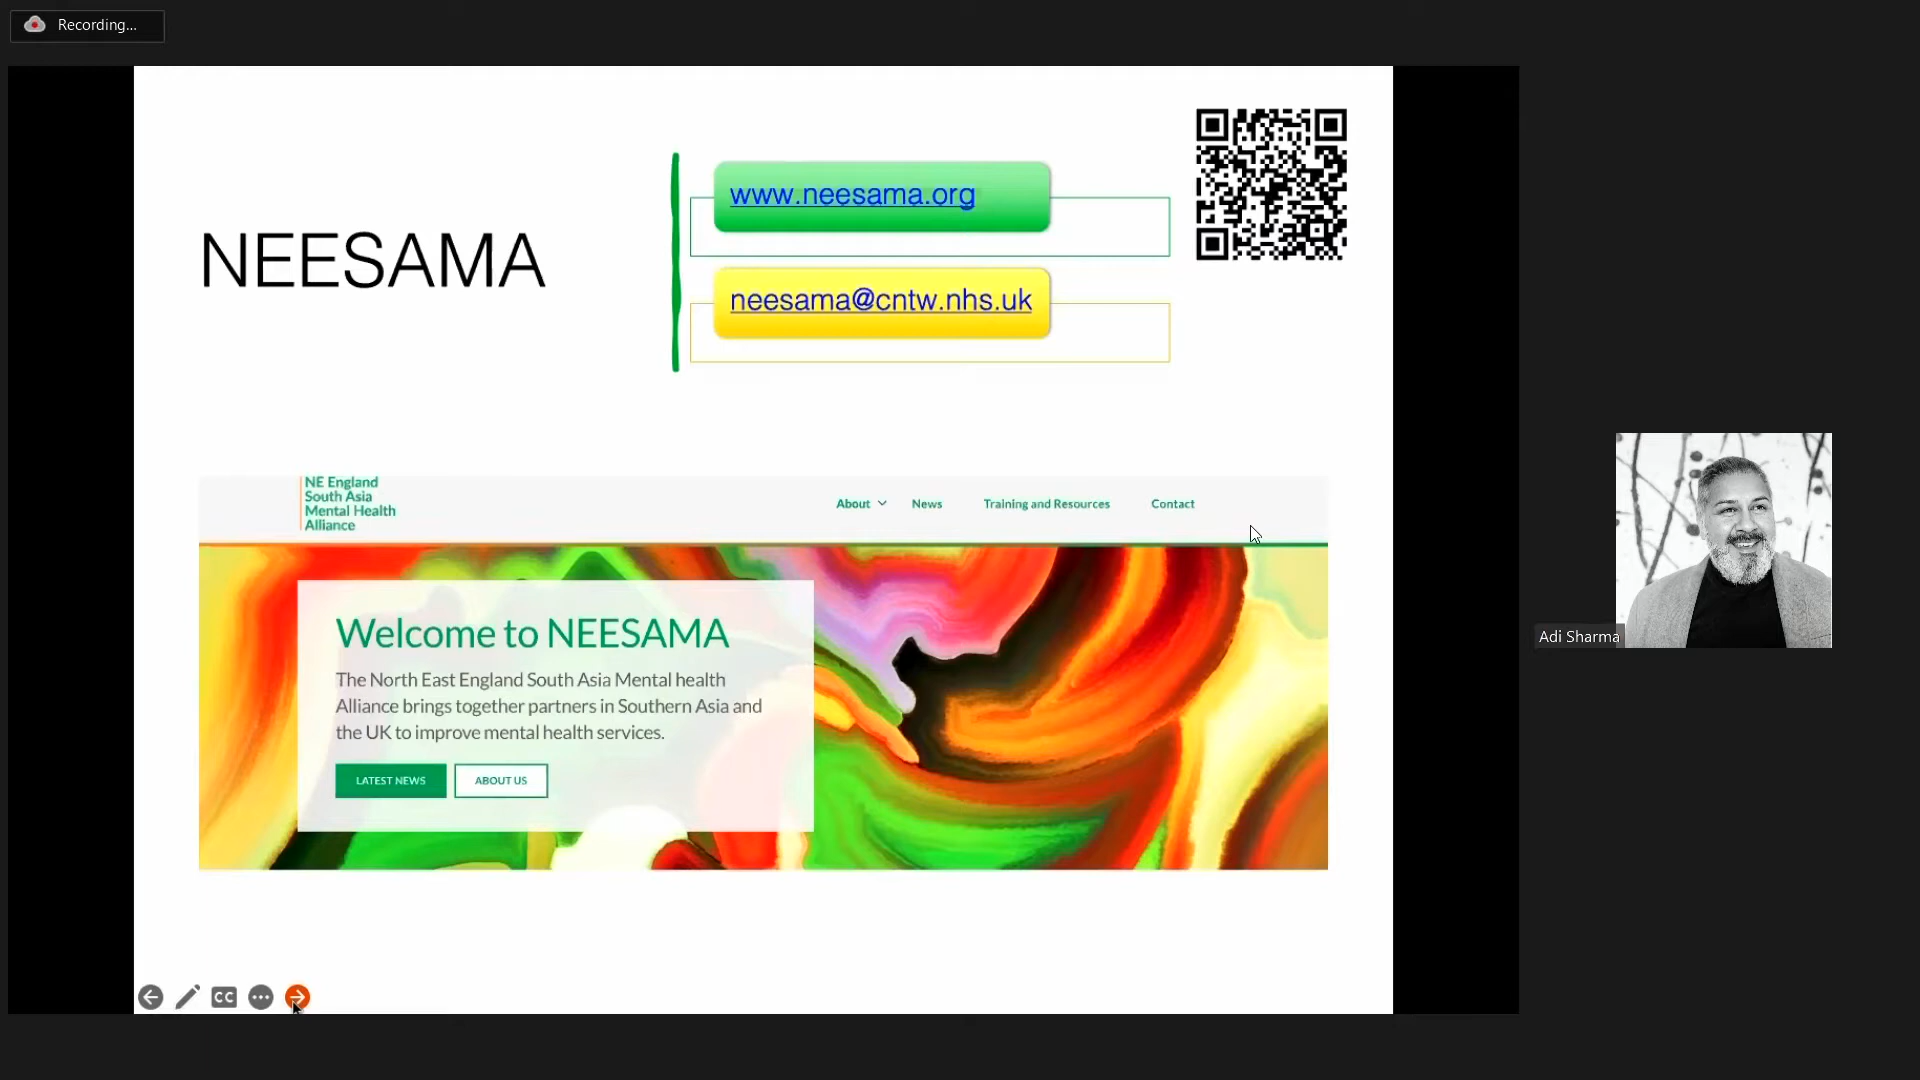 Recording...
NEESAMA
www.neesama.org
neesama@cntw.nhs.uk
NE England
South Asia
Mental Health
Alliance
About
News
Training and Resources
Contact
Welcome to NEESAMA
The North East England South Asia Mental health
Alliance brings together partners in Southern Asia and
the UK to improve mental health services.
LATEST NEWS
ABOUT US
CC
Adi Sharma